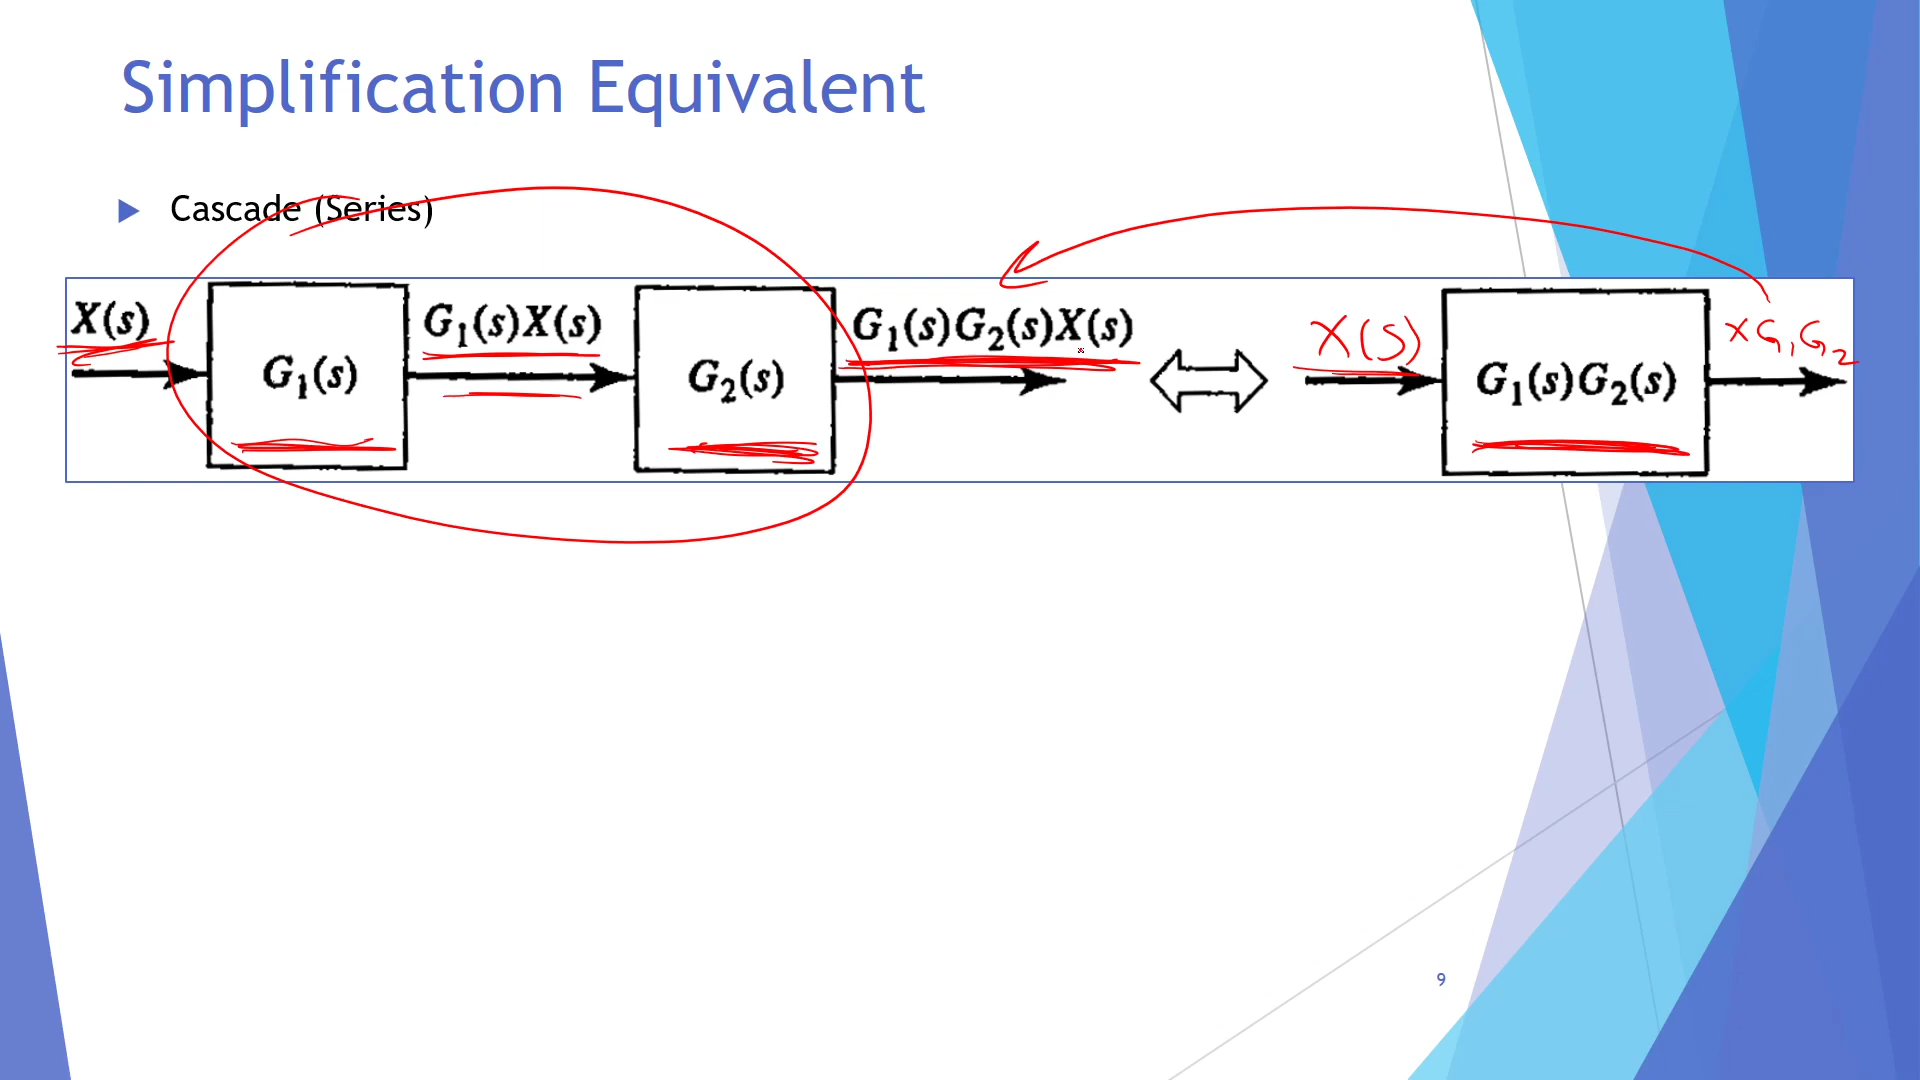 Simplification Equivalent
Cascade (Series)
X(s) G₁(s)X(s) G₁(s)G₂(s)X(s) X(s) XG₁G₂
G₁(s) G₂(s) G₁(s)G₂(s)
9